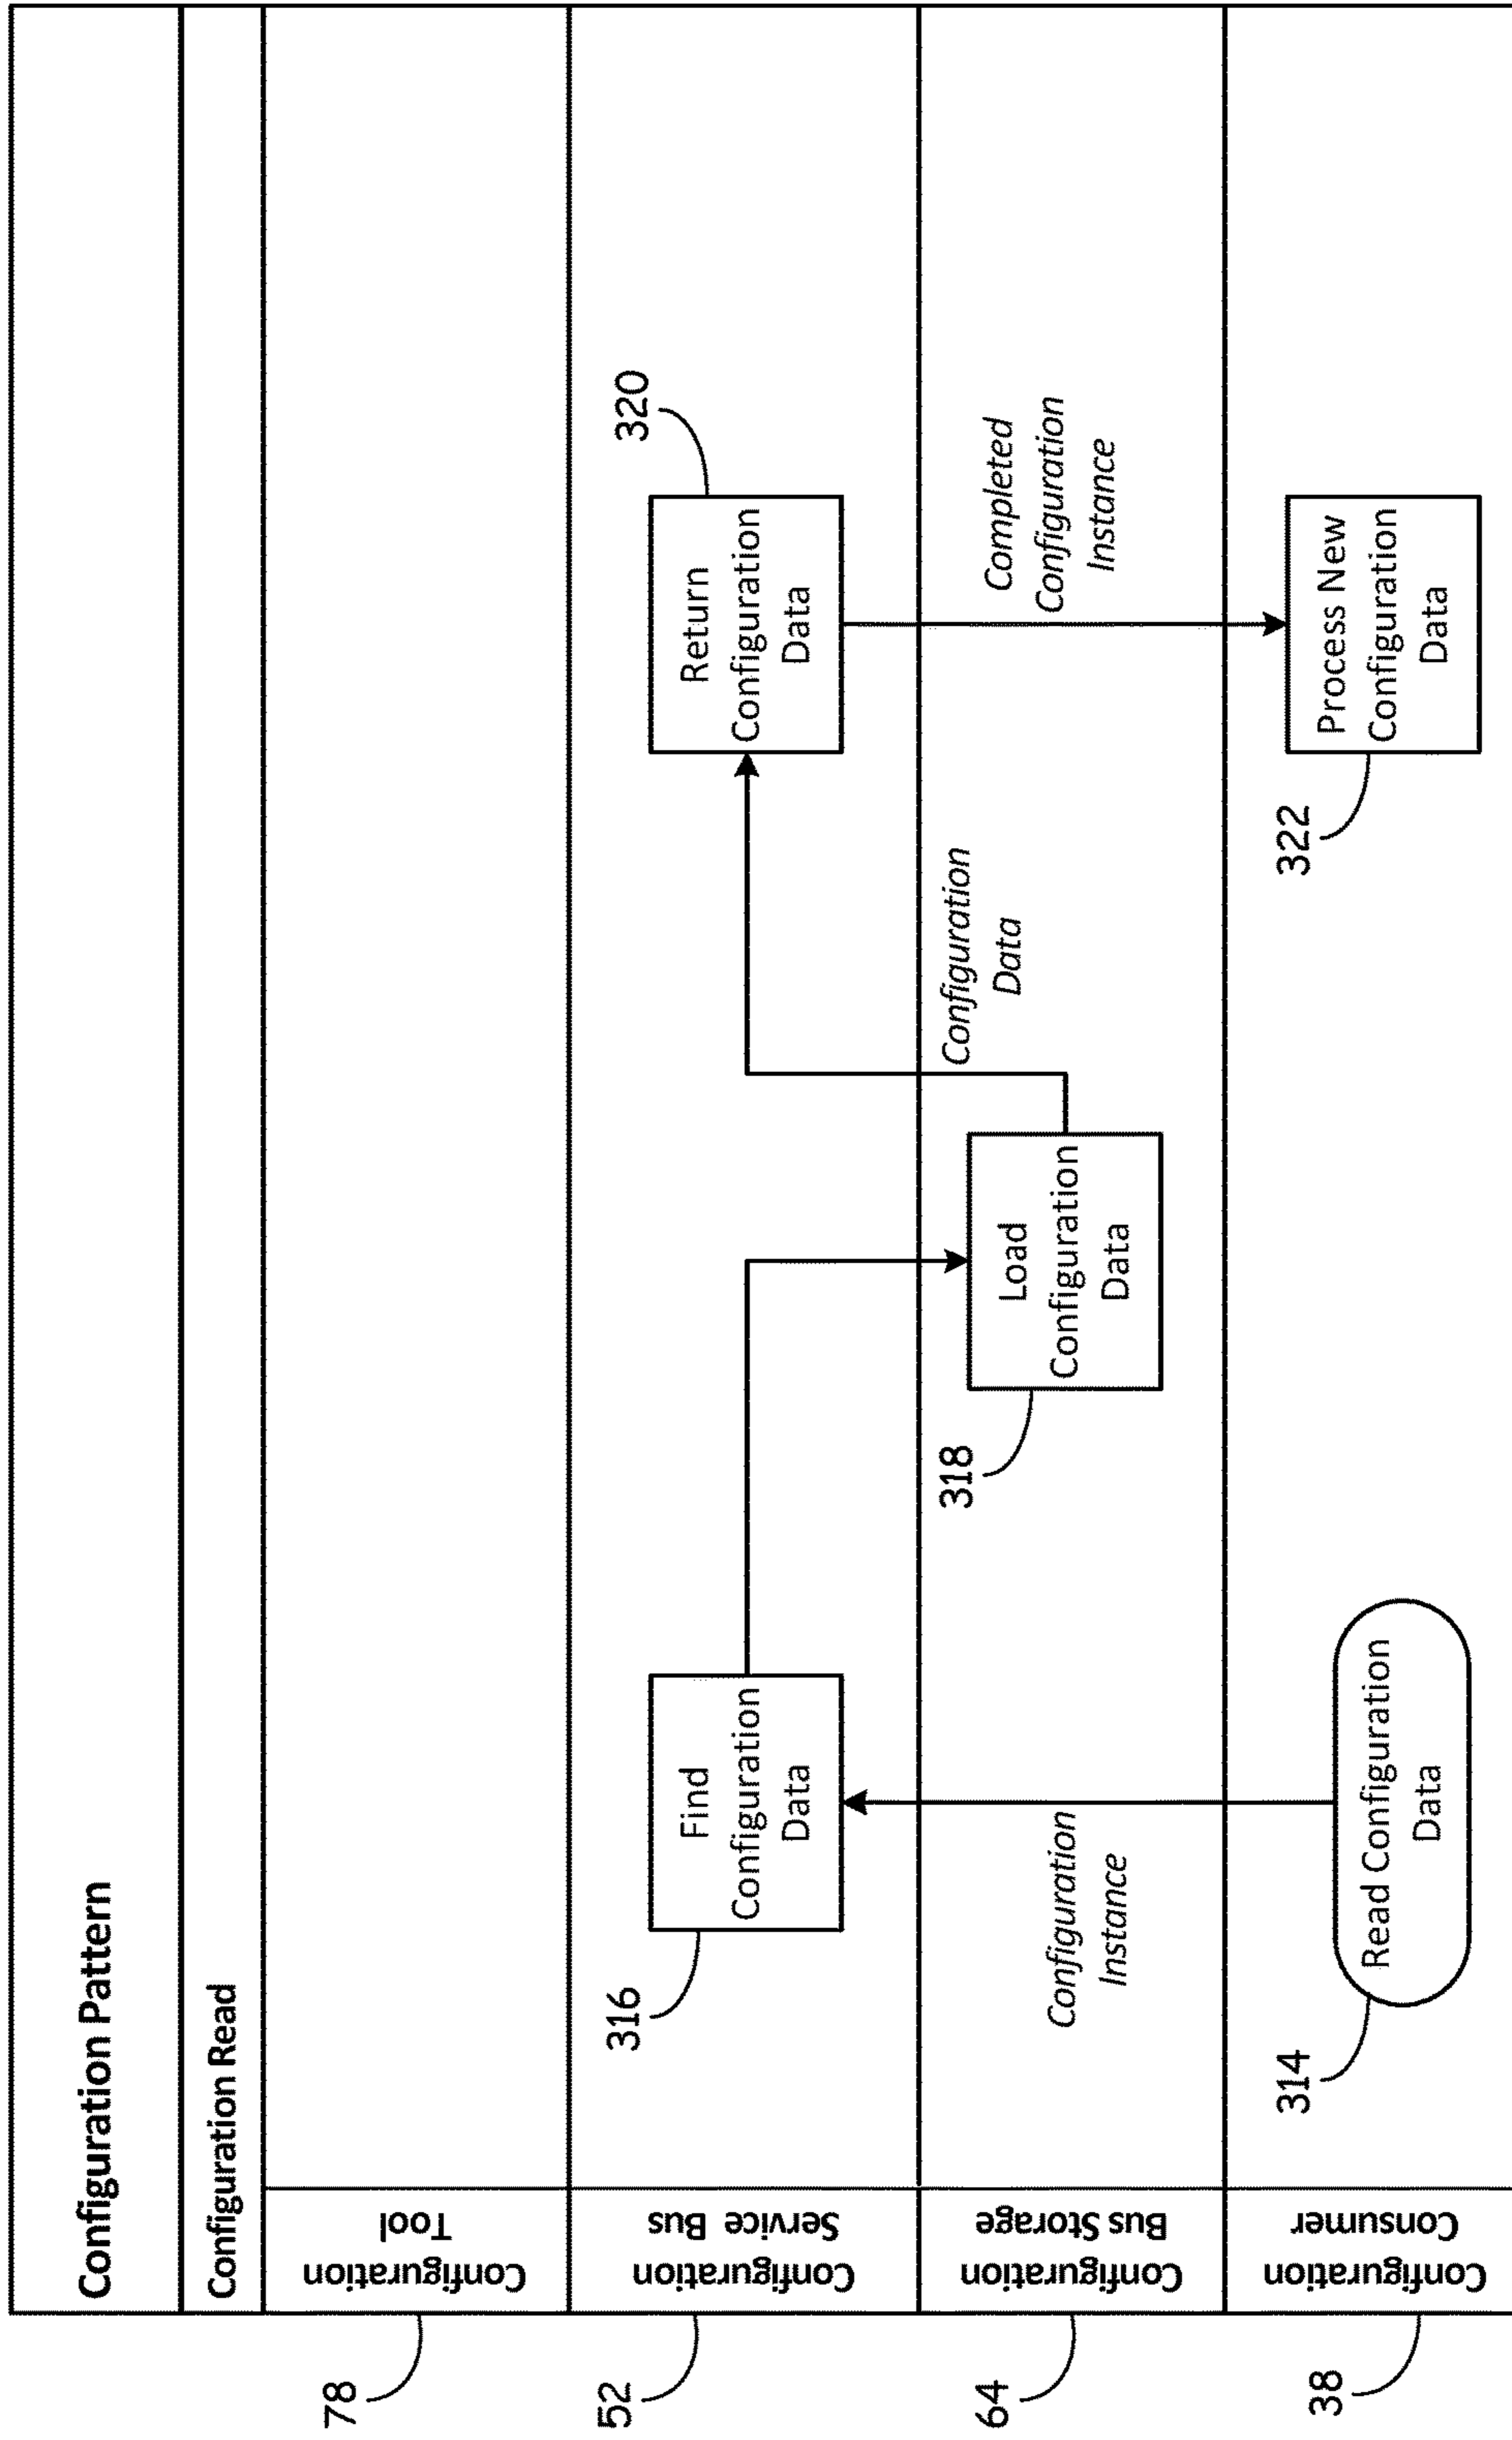 Configuration Pattern
Configuration Read
78
Configuration
Tool
52
Configuration
Service Bus
316
Find
Configuration
Data
320
Return
Configuration
Data
64
Configuration
Bus Storage
Configuration
Instance
318
Load
Configuration
Data
Configuration
Data
Completed
Configuration
Instance
38
Configuration
Consumer
314
Read Configuration
Data
322
Process New
Configuration
Data